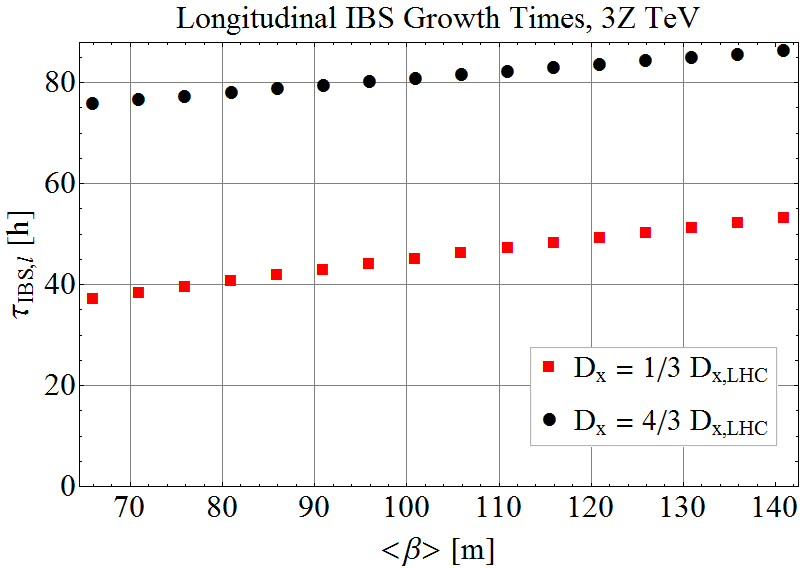 Longitudinal IBS Growth Times, 3Z TeV
80
60
40
20
0
τIBS,l [h]
70 80 90 100 110 120 130 140
<β> [m]
Dx = 1/3 Dx,LHC
Dx = 4/3 Dx,LHC